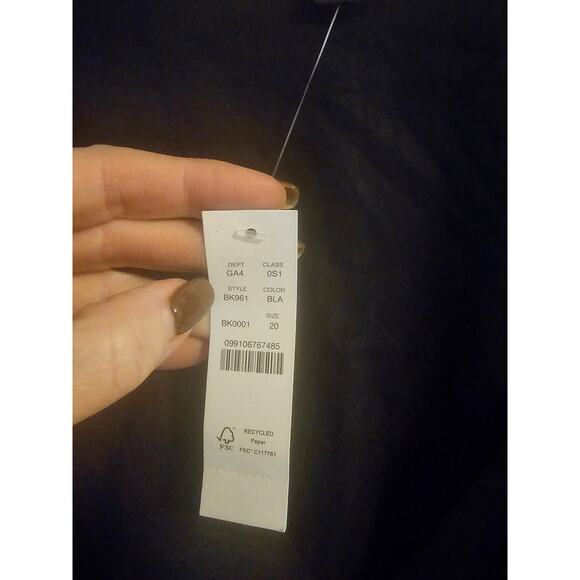 DEPT CLASS
GA4 0S1
STYLE COLOR
BK961 BLA
SIZE
BK0001 20
099106767485
FSC
RECYCLED
Paper
FSC® C117781